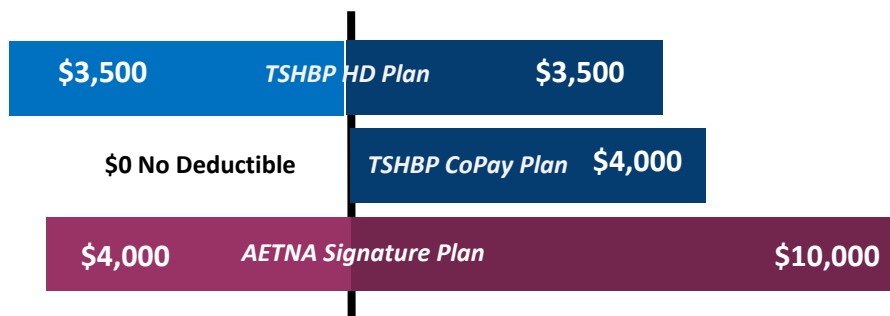 $3,500 TSHBP HD Plan $3,500
$0 No Deductible TSHBP CoPay Plan $4,000
$4,000 AETNA Signature Plan $10,000